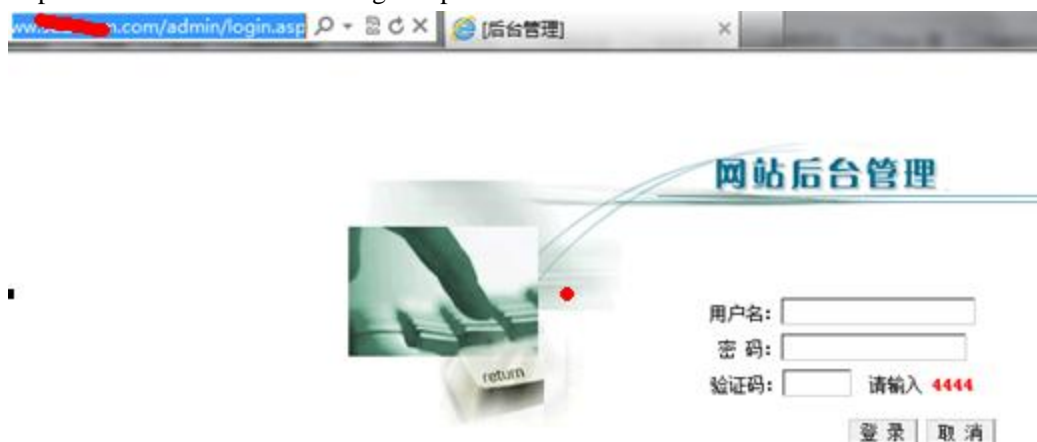 .com/admin/login.asp
[后台管理]
网站后台管理
return
用户名:
密 码:
验证码: 请输入 4444
登 录 取 消